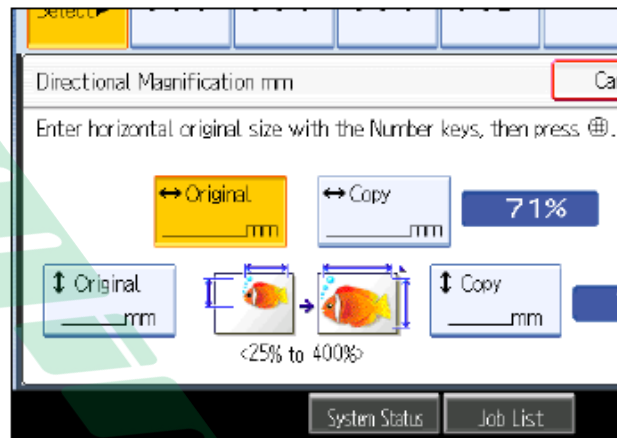 Select►
Directional Magnification mm
Enter horizontal original size with the Number keys, then press ⌗.
↔ Original
mm
↔ Copy
mm
71%
↕ Original
mm
↕ Copy
mm
<25% to 400%>
System Status
Job List